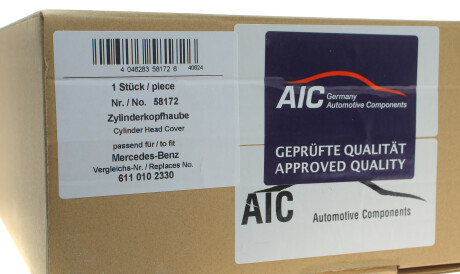 4 046283 58172 6 40624
1 Stück / piece
Nr. / No. 58172
Zylinderkopfhaube
Cylinder Head Cover
passend für / to fit
Mercedes-Benz
Vergleichs-Nr. / Replaces No.
611 010 2330
AIC Germany
Automotive Components
GEPRÜFTE QUALITÄT
APPROVED QUALITY
AIC Automotive Components